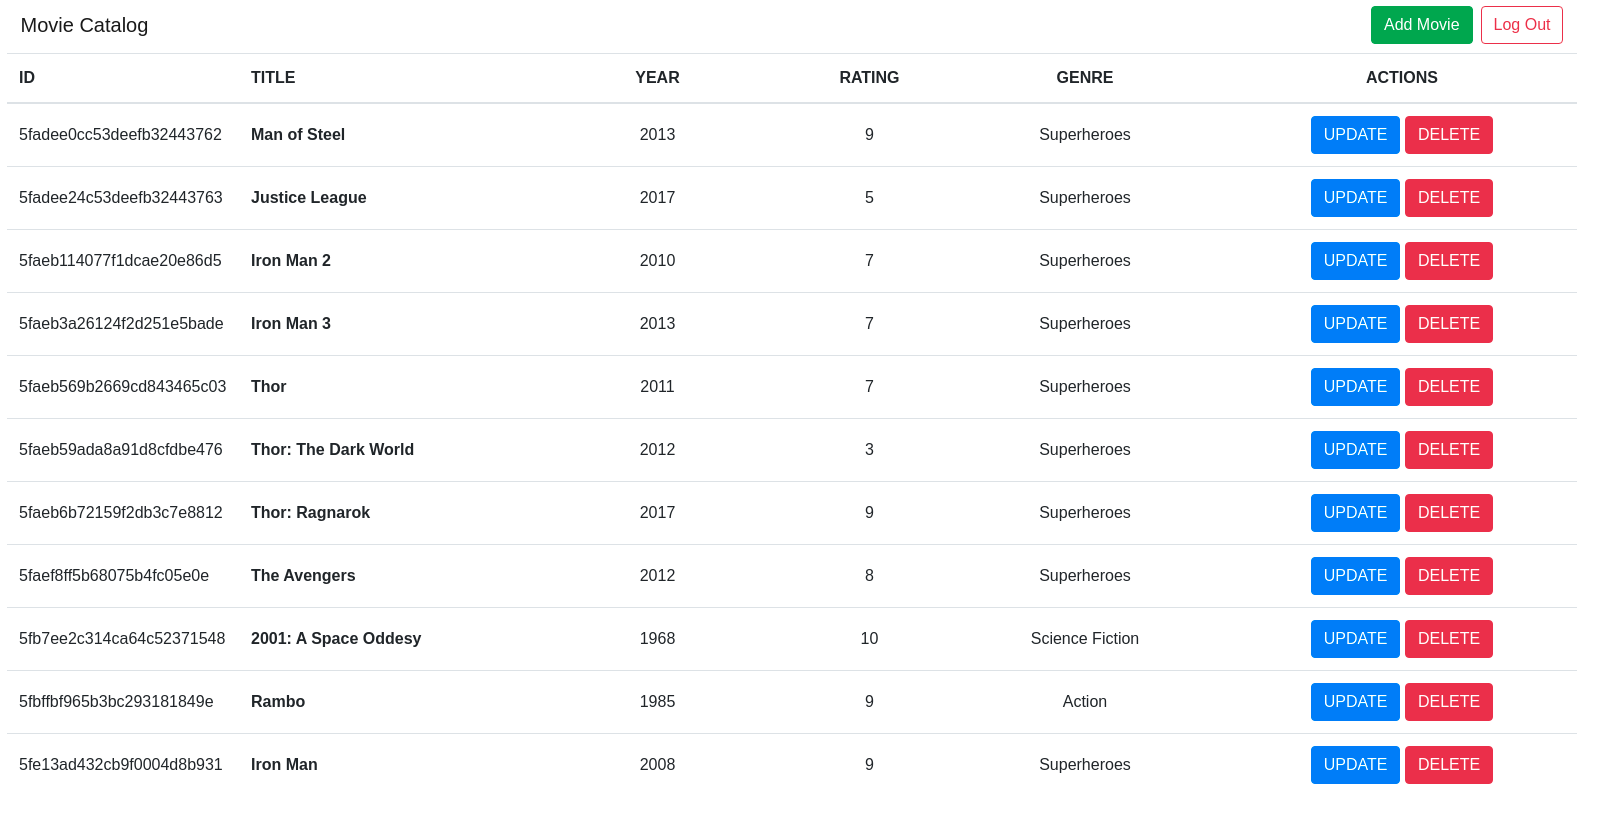 Movie Catalog Add Movie Log Out
ID TITLE YEAR RATING GENRE ACTIONS
5fadee0cc53deefb32443762 Man of Steel 2013 9 Superheroes UPDATE DELETE
5fadee24c53deefb32443763 Justice League 2017 5 Superheroes UPDATE DELETE
5faeb114077f1dcae20e86d5 Iron Man 2 2010 7 Superheroes UPDATE DELETE
5faeb3a26124f2d251e5bade Iron Man 3 2013 7 Superheroes UPDATE DELETE
5faeb569b2669cd843465c03 Thor 2011 7 Superheroes UPDATE DELETE
5faeb59ada8a91d8cfdbe476 Thor: The Dark World 2012 3 Superheroes UPDATE DELETE
5faeb6b72159f2db3c7e8812 Thor: Ragnarok 2017 9 Superheroes UPDATE DELETE
5faef8ff5b68075b4fc05e0e The Avengers 2012 8 Superheroes UPDATE DELETE
5fb7ee2c314ca64c52371548 2001: A Space Oddesy 1968 10 Science Fiction UPDATE DELETE
5fbffbf965b3bc293181849e Rambo 1985 9 Action UPDATE DELETE
5fe13ad432cb9f0004d8b931 Iron Man 2008 9 Superheroes UPDATE DELETE